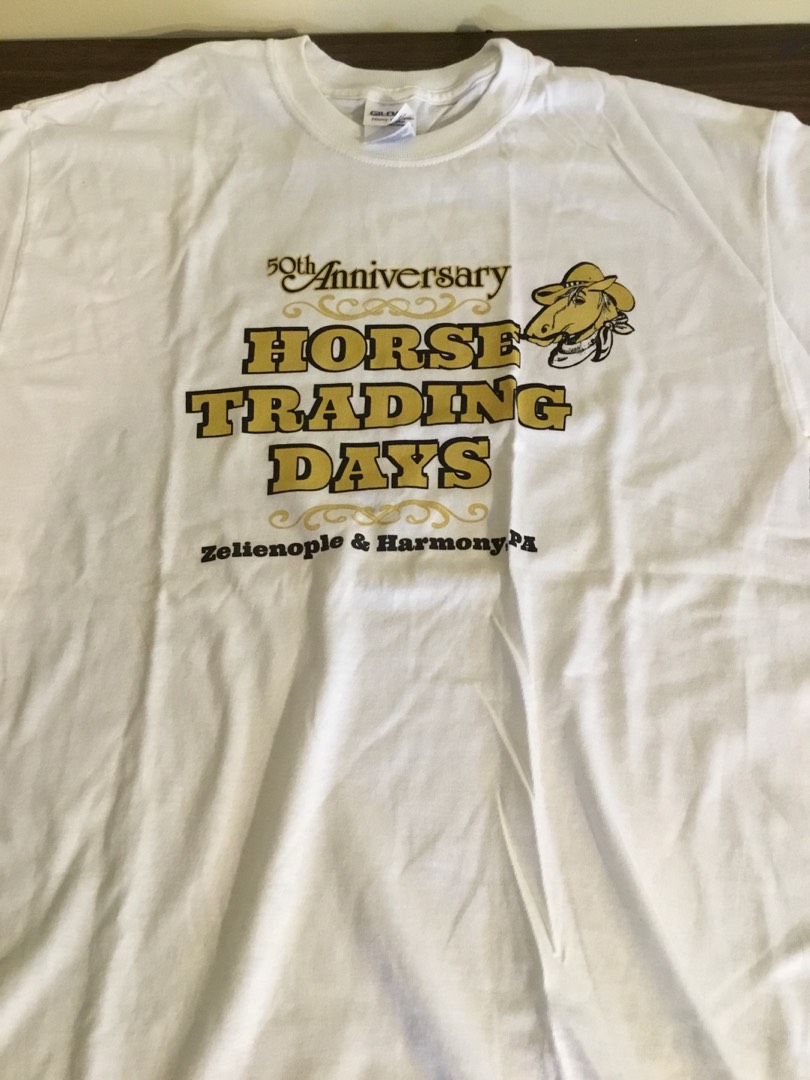 50th Anniversary
HORSE
TRADING
DAYS
Zelienople & Harmony, PA